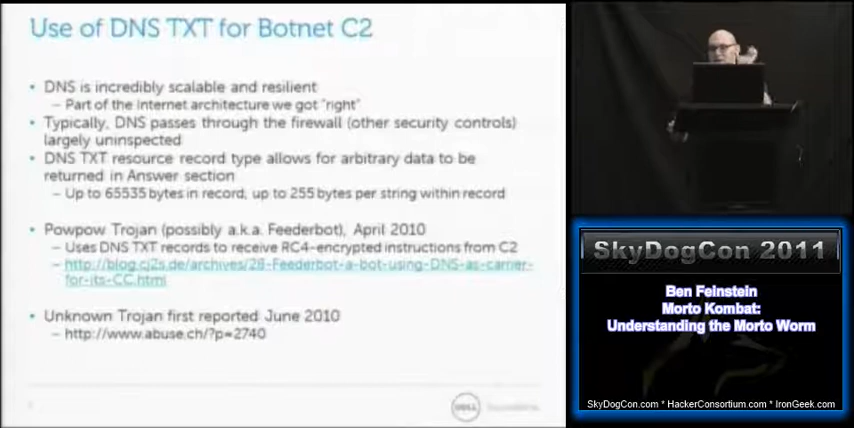 Use of DNS TXT for Botnet C2
• DNS is incredibly scalable and resilient
– Part of the Internet architecture we got "right"
• Typically, DNS passes through the firewall (other security controls)
largely uninspected
• DNS TXT resource record type allows for arbitrary data to be
returned in Answer section
– Up to 65535 bytes in record, up to 255 bytes per string within record
• Powpow Trojan (possibly a.k.a. Feederbot), April 2010
– Uses DNS TXT records to receive RC4-encrypted instructions from C2
– http://blog.cj2s.de/archives/28-Feederbot-a-bot-using-DNS-as-carrier-
for-its-CC.html
• Unknown Trojan first reported June 2010
– http://www.abuse.ch/?p=2740
DELL
SkyDogCon 2011
Ben Feinstein
Morto Kombat:
Understanding the Morto Worm
SkyDogCon.com * HackerConsortium.com * IronGeek.com